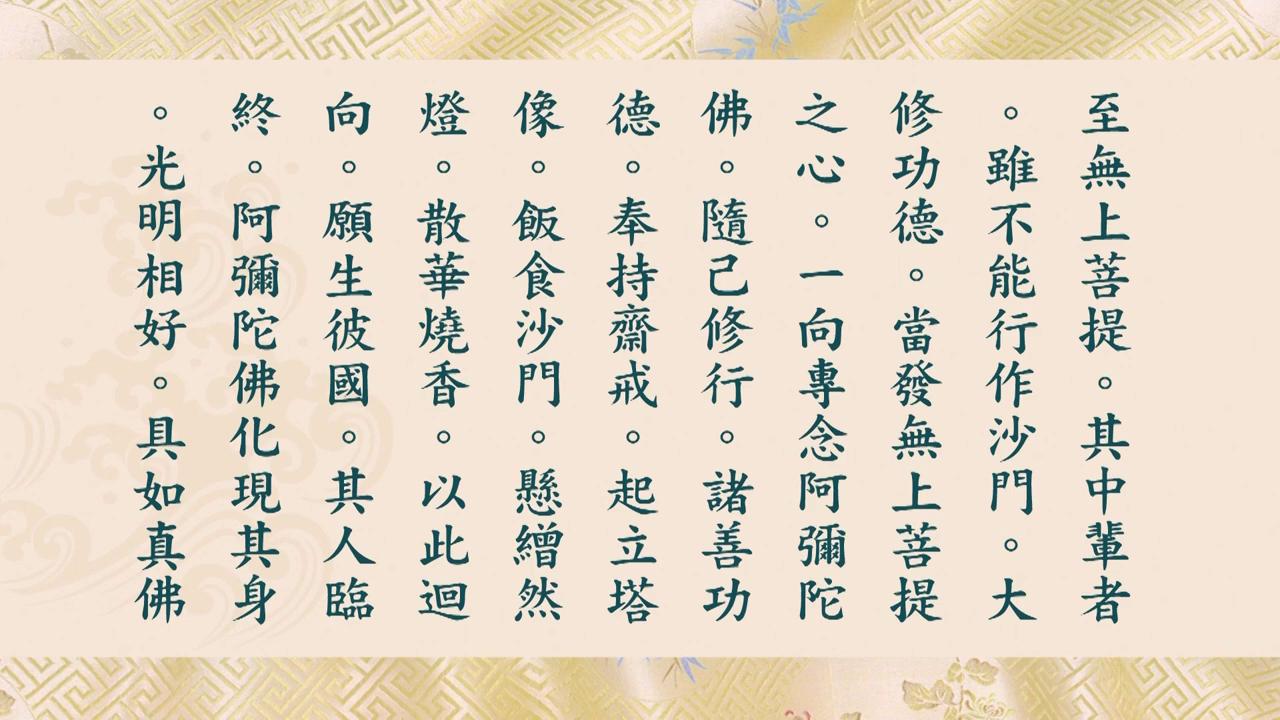 至無上菩提。其中輩者
。雖不能行作沙門。大
修功德。當發無上菩提
之心。一向專念阿彌陀
佛。隨己修行。諸善功
德。奉持齋戒。起立塔
像。飯食沙門。懸繒然
燈。散華燒香。以此迴
向。願生彼國。其人臨
終。阿彌陀佛化現其身
。光明相好。具如真佛